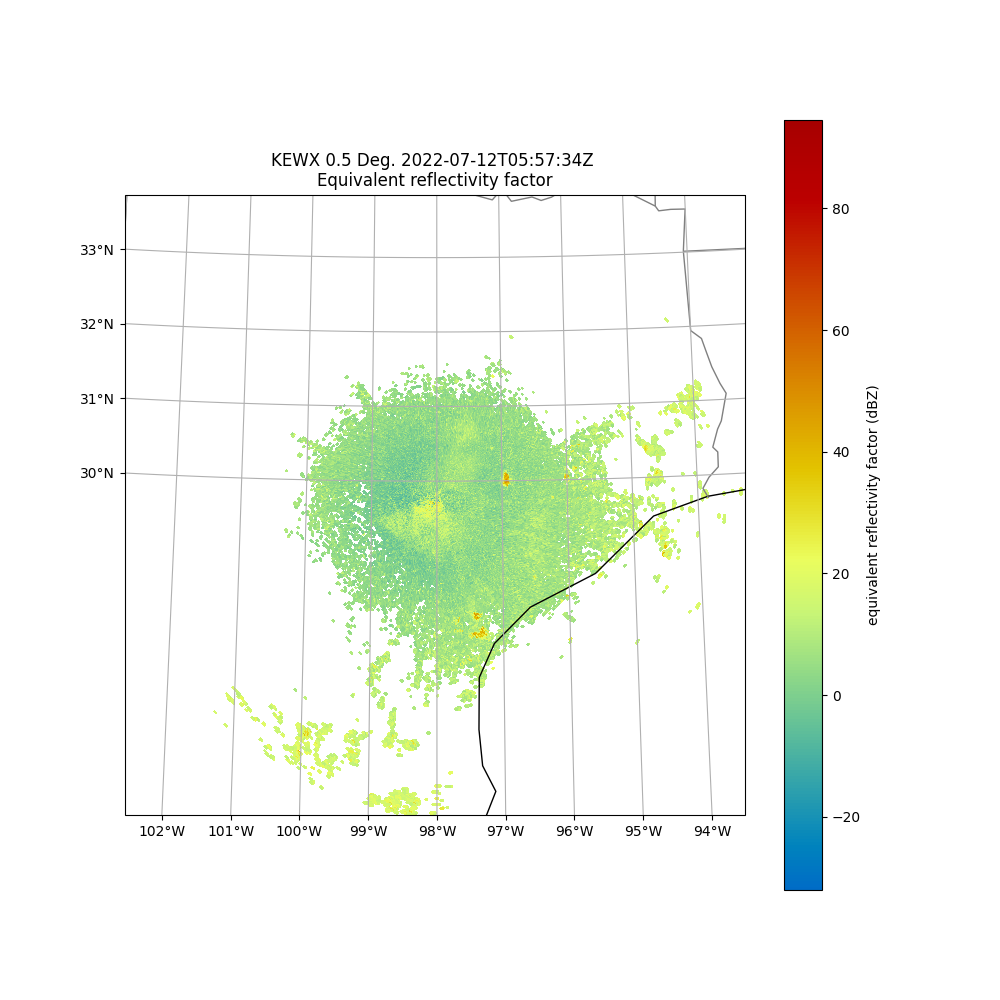 KEWX 0.5 Deg. 2022-07-12T05:57:34Z
Equivalent reflectivity factor
33°N
32°N
31°N
30°N
102°W 101°W 100°W 99°W 98°W 97°W 96°W 95°W 94°W
80
60
40
20
0
−20
equivalent reflectivity factor (dBZ)